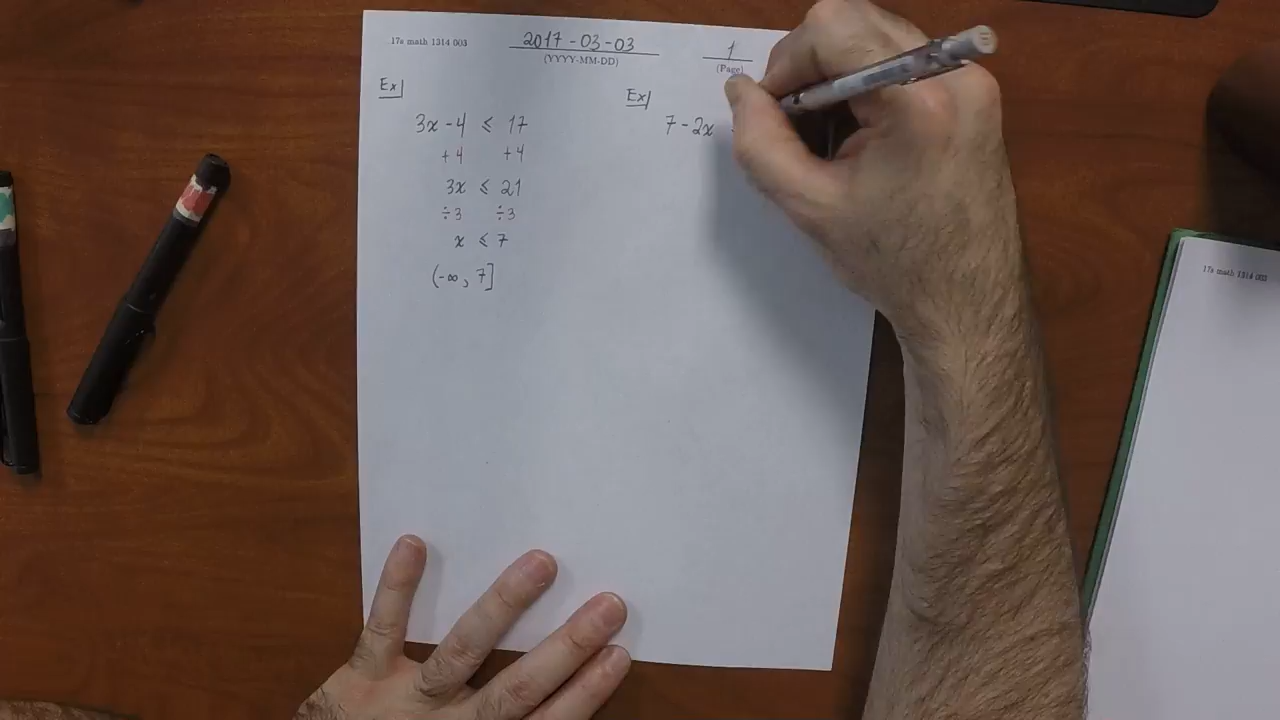 17s math 1314 003
2017-03-03
(YYYY-MM-DD)
1
(Page)
Ex
3x - 4 ≤ 17
+4 +4
3x ≤ 21
÷3 ÷3
x ≤ 7
(-∞, 7]
Ex
7 - 2x
17s math 1314 003